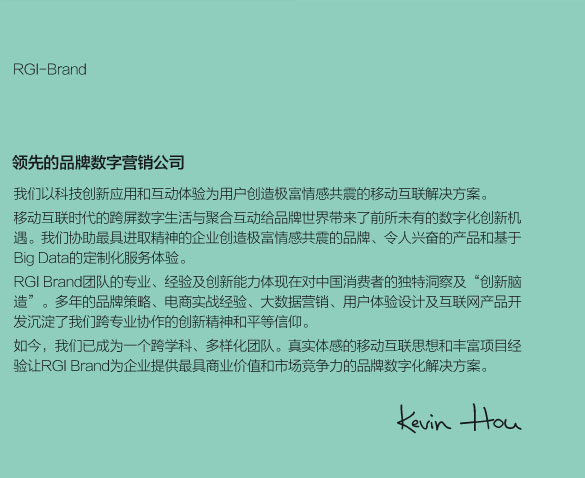 RGI-Brand
领先的品牌数字营销公司
我们以科技创新应用和互动体验为用户创造极富情感共震的移动互联解决方案。
移动互联时代的跨屏数字生活与聚合互动给品牌世界带来了前所未有的数字化创新机
遇。我们协助最具进取精神的企业创造极富情感共震的品牌、令人兴奋的产品和基于
Big Data的定制化服务体验。
RGI Brand团队的专业、经验及创新能力体现在对中国消费者的独特洞察及“创新脑
造”。多年的品牌策略、电商实战经验、大数据营销、用户体验设计及互联网产品开
发沉淀了我们跨专业协作的创新精神和平等信仰。
如今，我们已成为一个跨学科、多样化团队。真实体感的移动互联思想和丰富项目经
验让RGI Brand为企业提供最具商业价值和市场竞争力的品牌数字化解决方案。
Kevin Hou